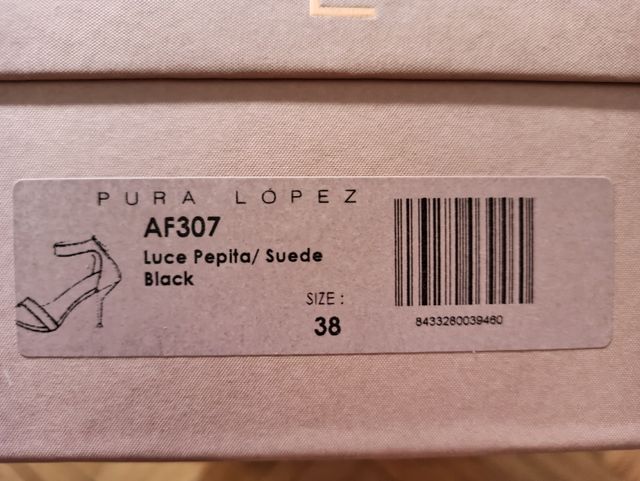 PURA LÓPEZ
AF307
Luce Pepita/ Suede
Black
SIZE :
38
8433280039460